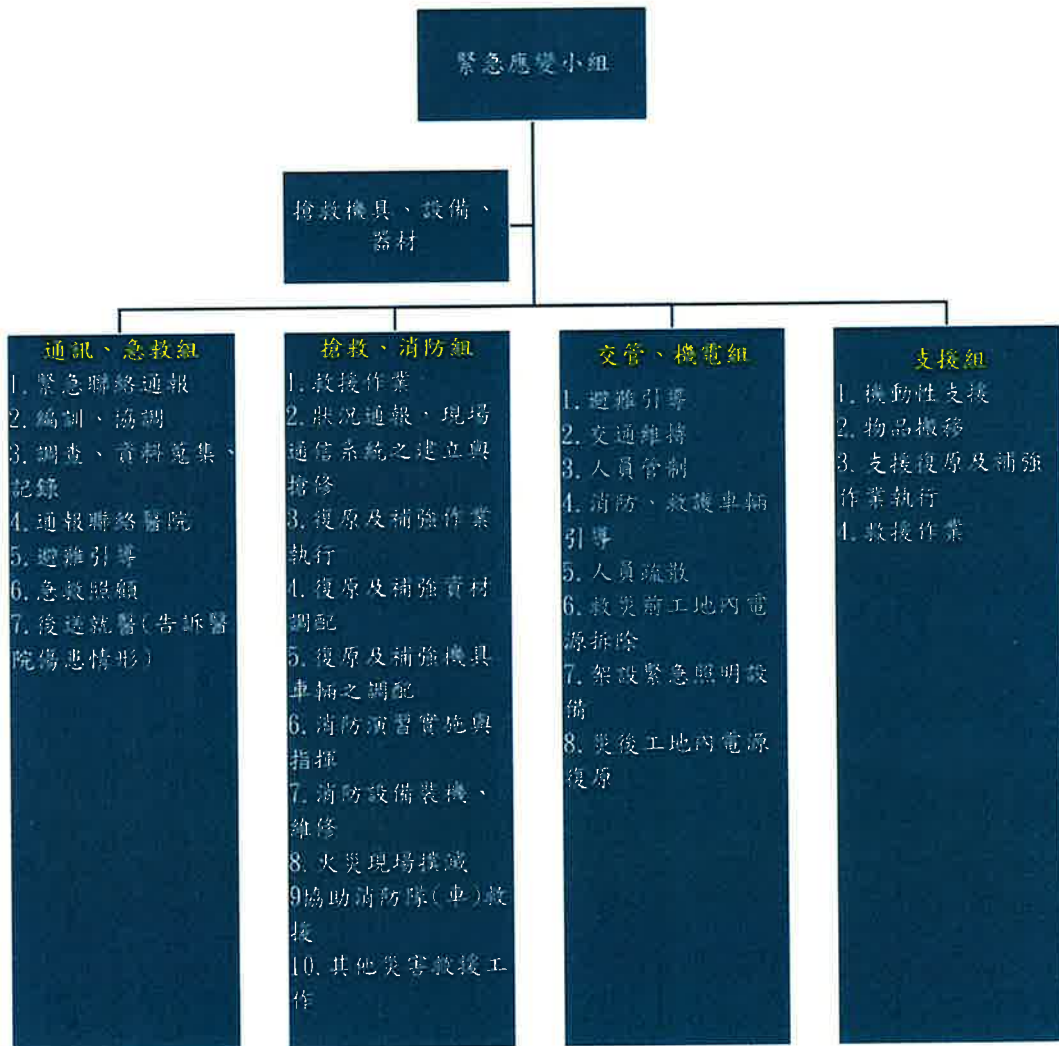 緊急應變小組
搶救機具、設備、
器材
通訊、急救組
1. 緊急聯絡通報
2. 編訓、協調
3. 調查、資料蒐集、
記錄
4. 通報聯絡醫院
5. 避難引導
6. 急救照顧
7. 後送就醫(告訴醫
院傷患情形)
搶救、消防組
1. 救援作業
2. 狀況通報、現場
通信系統之建立與
搶修
3. 復原及補強作業
執行
4. 復原及補強資材
調配
5. 復原及補強機具
車輛之調配
6. 消防演習實施與
指揮
7. 消防設備裝機、
維修
8. 火災現場撲滅
9協助消防隊(車)救
援
10. 其他災害救援工
作
交管、機電組
1. 避難引導
2. 交通維持
3. 人員管制
4. 消防、救護車輛
引導
5. 人員疏散
6. 救災前工地內電
源拆除
7. 架設緊急照明設
備
8. 災後工地內電源
復原
支援組
1. 機動性支援
2. 物品搬移
3. 支援復原及補強
作業執行
4. 救援作業